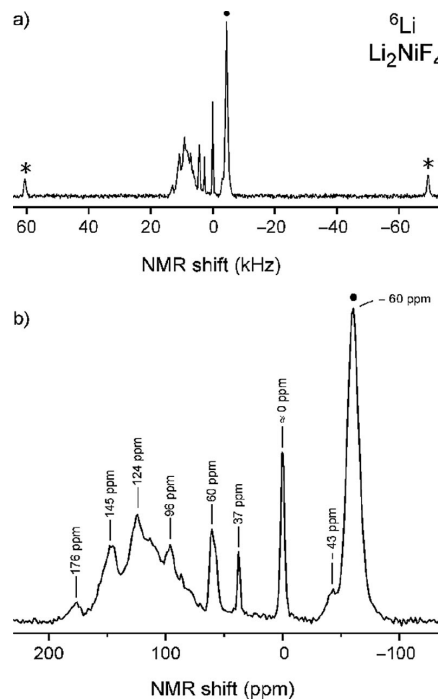 a)
⁶Li
Li₂NiF₄
*
*
60
40
20
0
−20
−40
−60
NMR shift (kHz)
b)
− 60 ppm
≈ 0 ppm
176 ppm
145 ppm
124 ppm
96 ppm
60 ppm
37 ppm
− 43 ppm
200
100
0
−100
NMR shift (ppm)